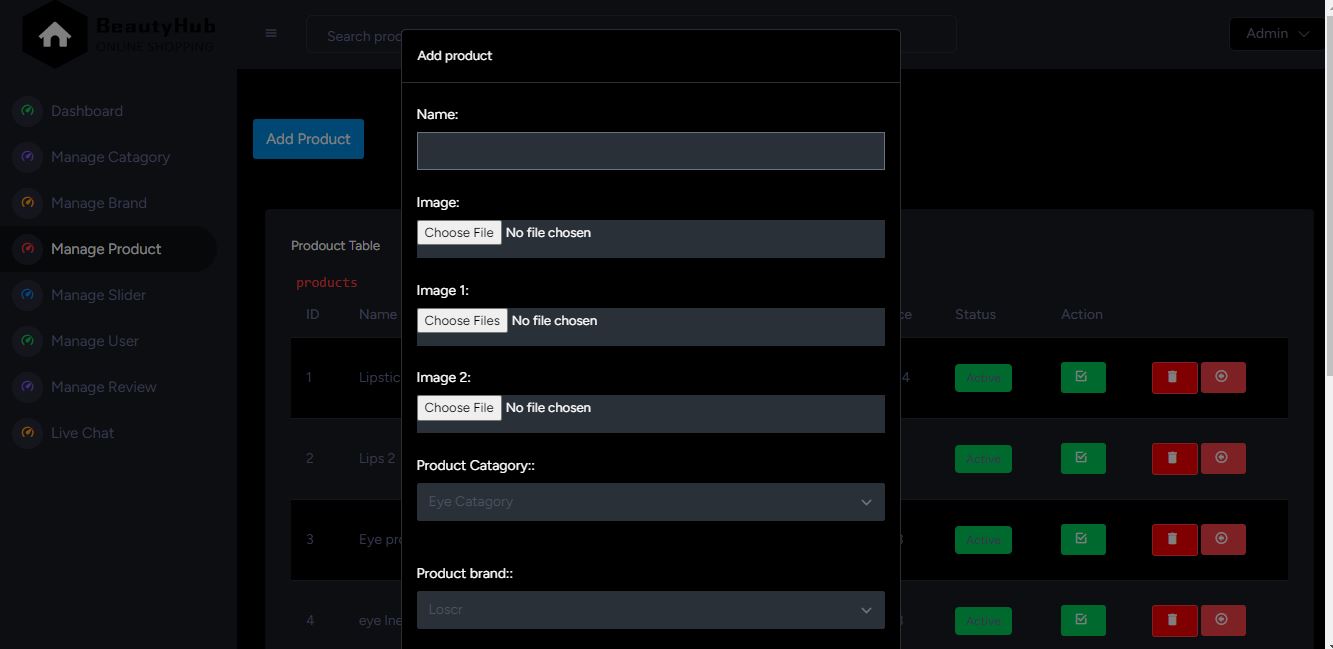 BeautyHub
ONLINE SHOPPING
Search proc
Admin
Dashboard
Manage Catagory
Manage Brand
Manage Product
Manage Slider
Manage User
Manage Review
Live Chat
Add Product
Prodouct Table
products
ID Name ce Status Action
1 Lipstic 4 Active
2 Lips 2 Active
3 Eye pro 3 Active
4 eye lne 3 Active
Add product
Name:
Image:
Choose File No file chosen
Image 1:
Choose Files No file chosen
Image 2:
Choose File No file chosen
Product Catagory::
Eye Catagory
Product brand::
Loscr